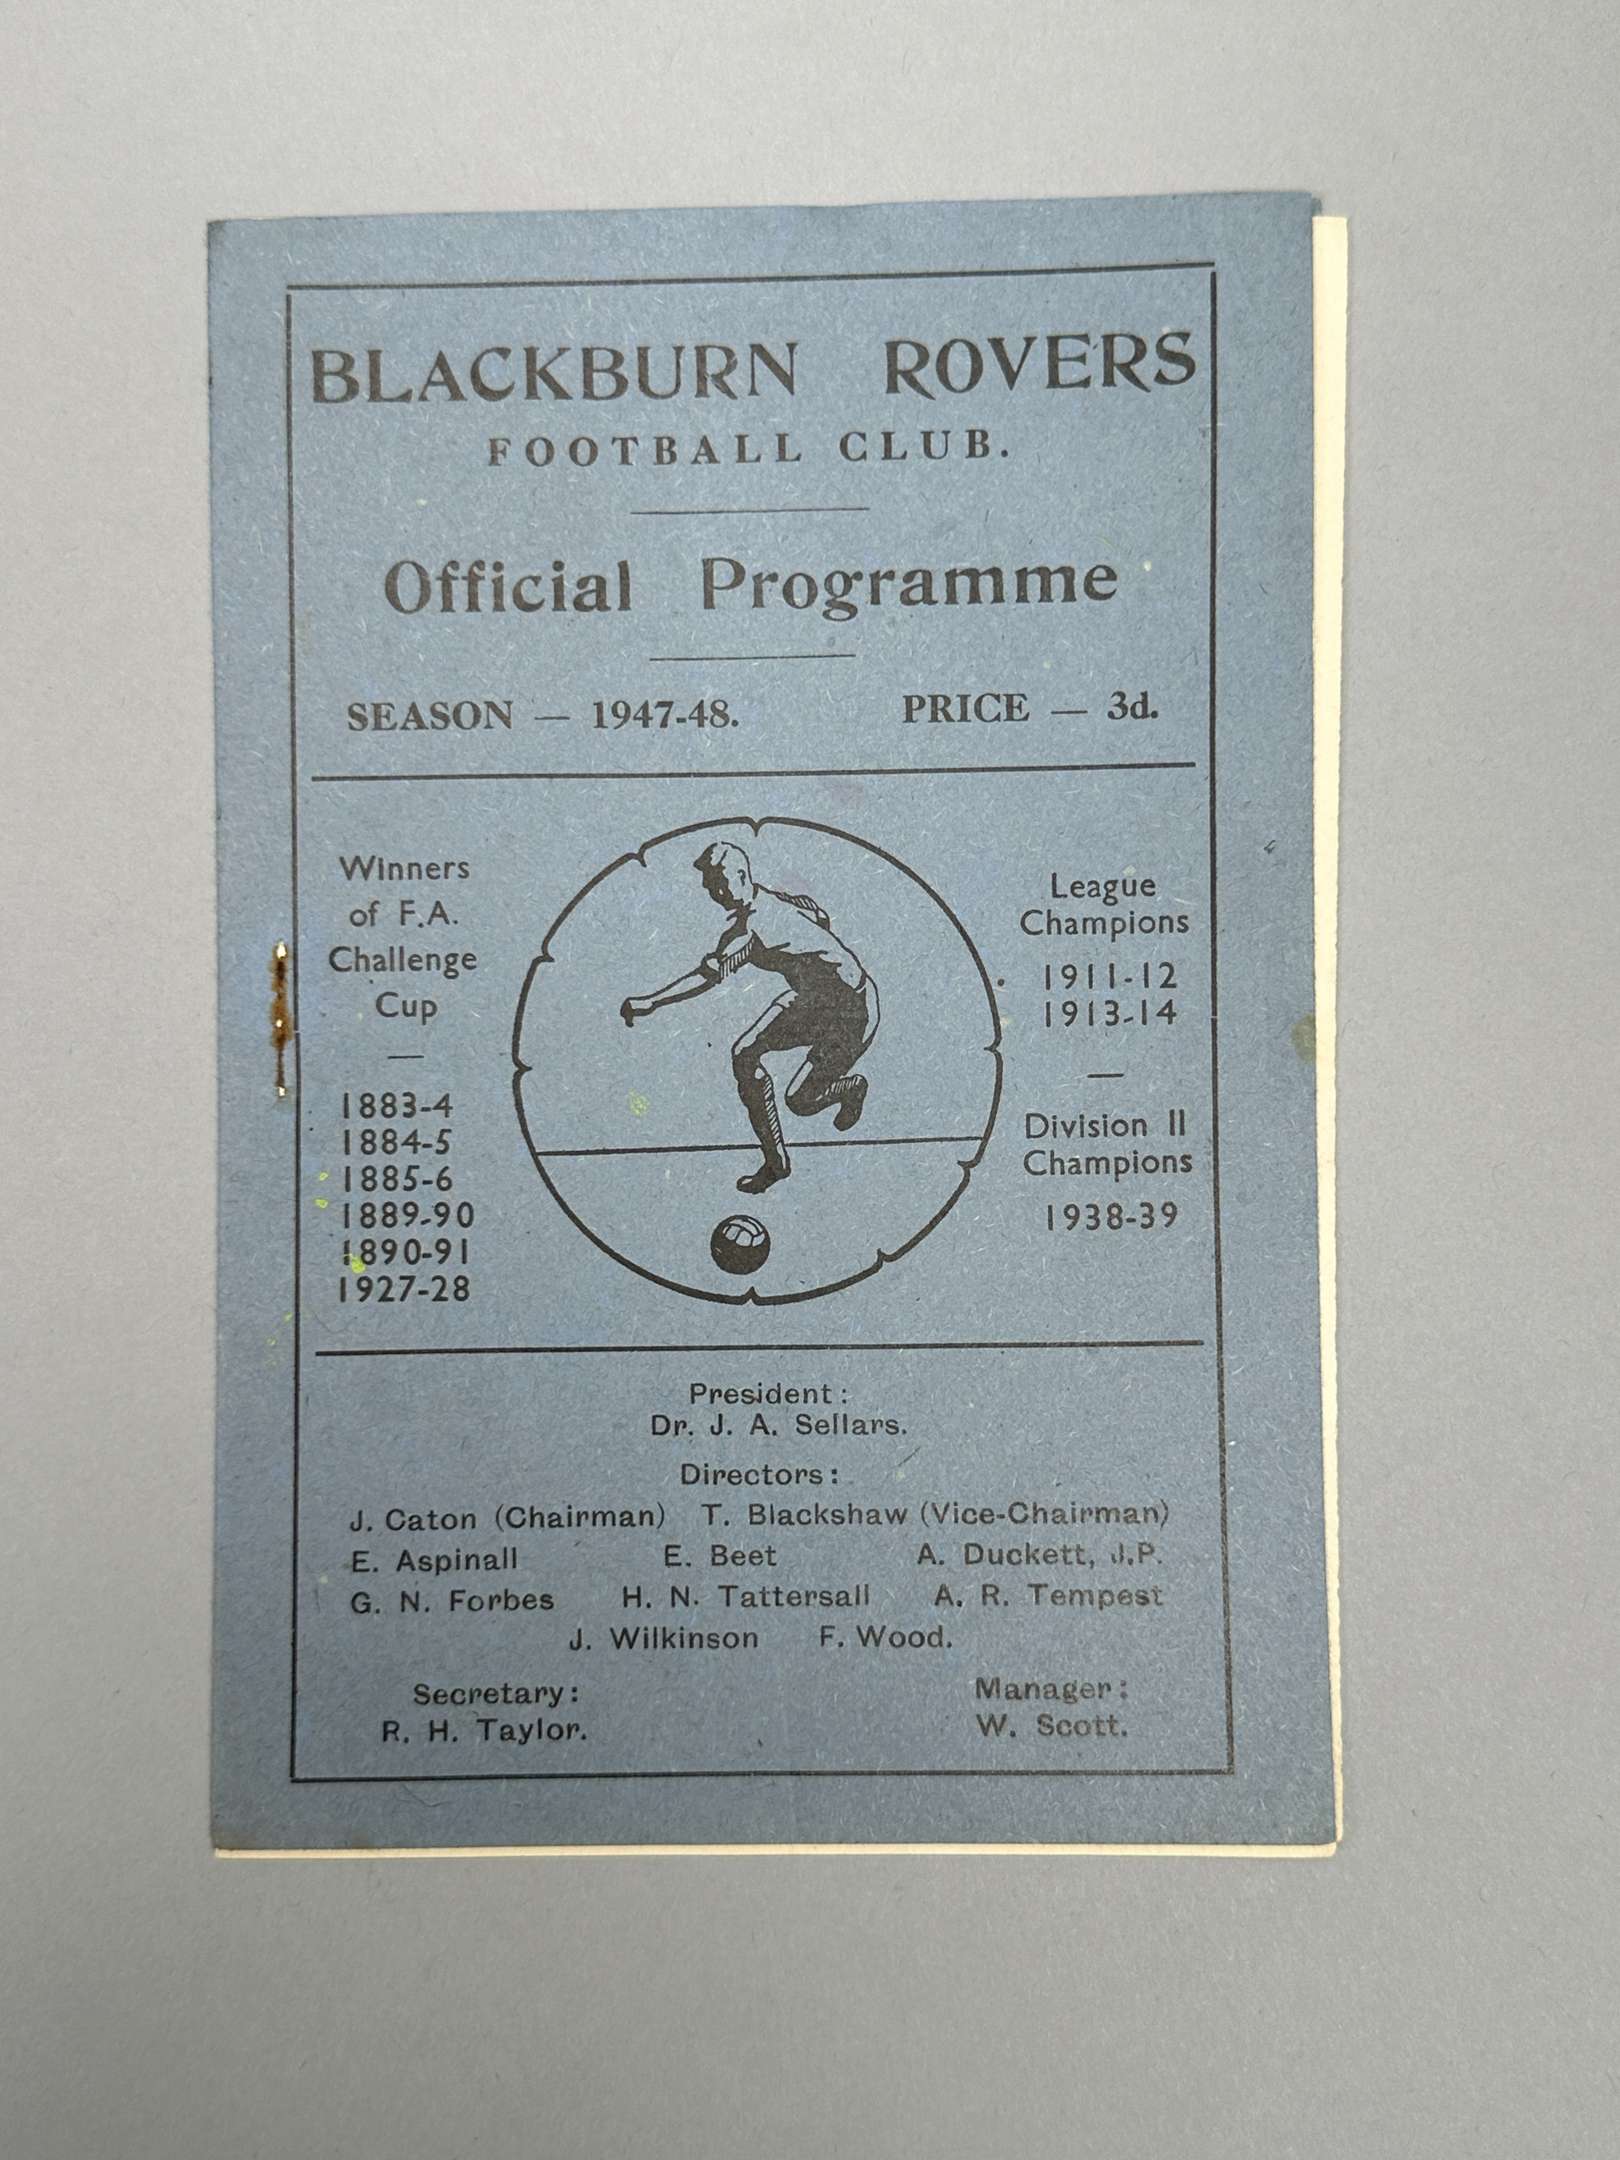 BLACKBURN ROVERS
FOOTBALL CLUB.
Official Programme
SEASON — 1947-48. PRICE — 3d.
Winners
of F.A.
Challenge
Cup
—
1883-4
1884-5
1885-6
1889-90
1890-91
1927-28
League
Champions
1911-12
1913-14
—
Division II
Champions
1938-39
President:
Dr. J. A. Sellars.
Directors:
J. Caton (Chairman) T. Blackshaw (Vice-Chairman)
E. Aspinall E. Beet A. Duckett, J.P.
G. N. Forbes H. N. Tattersall A. R. Tempest
J. Wilkinson F. Wood.
Secretary: Manager:
R. H. Taylor. W. Scott.